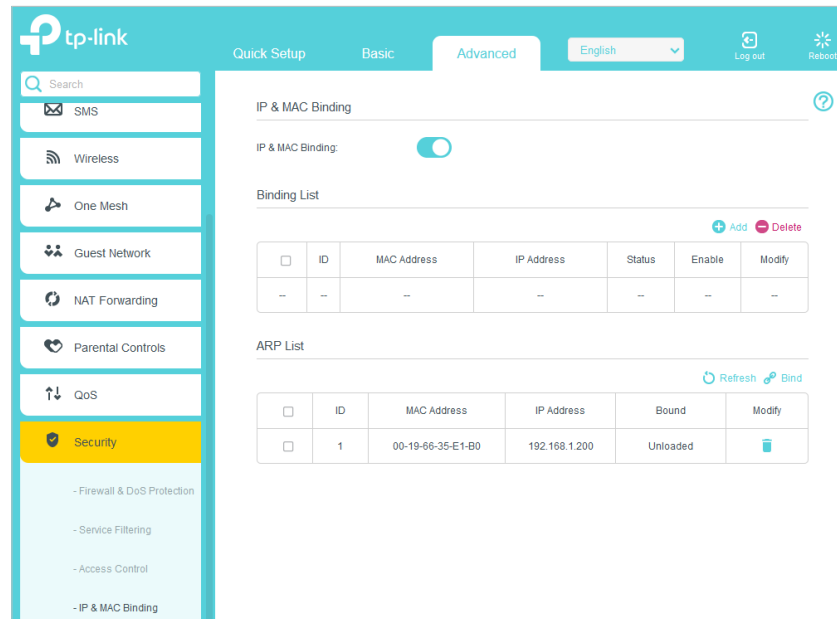 tp-link
Quick Setup Basic Advanced English Log out Reboot
Search
SMS
Wireless
One Mesh
Guest Network
NAT Forwarding
Parental Controls
QoS
Security
- Firewall & DoS Protection
- Service Filtering
- Access Control
- IP & MAC Binding
IP & MAC Binding
IP & MAC Binding:
Binding List
Add Delete
ID MAC Address IP Address Status Enable Modify
-- -- -- -- -- -- --
ARP List
Refresh Bind
ID MAC Address IP Address Bound Modify
1 00-19-66-35-E1-B0 192.168.1.200 Unloaded